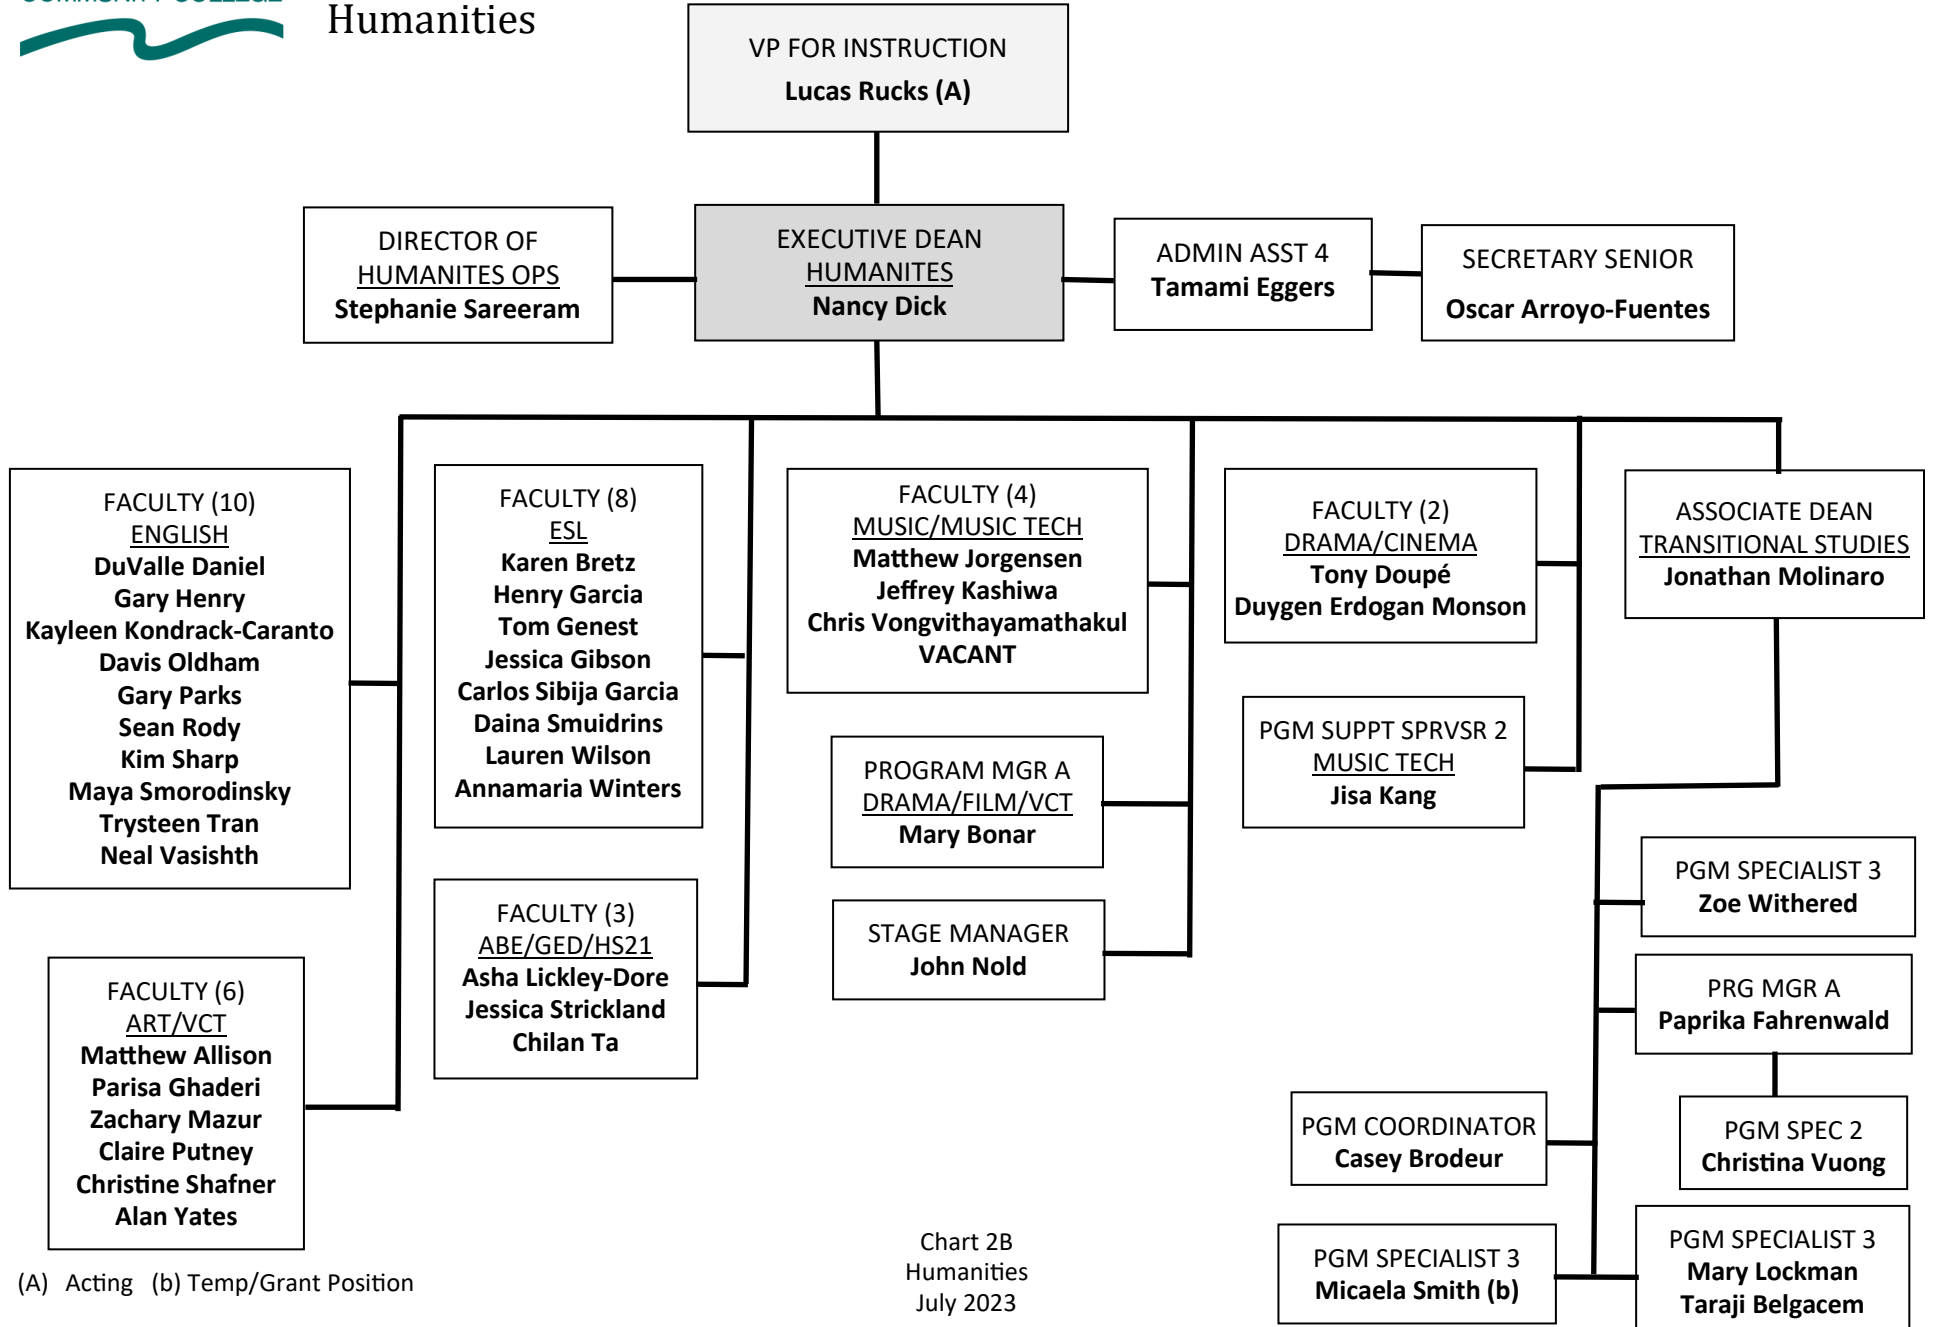 COMMUNITY COLLEGE
Humanities
VP FOR INSTRUCTION
Lucas Rucks (A)
DIRECTOR OF
HUMANITES OPS
Stephanie Sareeram
EXECUTIVE DEAN
HUMANITES
Nancy Dick
ADMIN ASST 4
Tamami Eggers
SECRETARY SENIOR
Oscar Arroyo-Fuentes
FACULTY (10)
ENGLISH
DuValle Daniel
Gary Henry
Kayleen Kondrack-Caranto
Davis Oldham
Gary Parks
Sean Rody
Kim Sharp
Maya Smorodinsky
Trysteen Tran
Neal Vasishth
FACULTY (6)
ART/VCT
Matthew Allison
Parisa Ghaderi
Zachary Mazur
Claire Putney
Christine Shafner
Alan Yates
FACULTY (8)
ESL
Karen Bretz
Henry Garcia
Tom Genest
Jessica Gibson
Carlos Sibija Garcia
Daina Smuidrins
Lauren Wilson
Annamaria Winters
FACULTY (3)
ABE/GED/HS21
Asha Lickley-Dore
Jessica Strickland
Chilan Ta
FACULTY (4)
MUSIC/MUSIC TECH
Matthew Jorgensen
Jeffrey Kashiwa
Chris Vongvithayamathakul
VACANT
PROGRAM MGR A
DRAMA/FILM/VCT
Mary Bonar
STAGE MANAGER
John Nold
FACULTY (2)
DRAMA/CINEMA
Tony Doupé
Duygen Erdogan Monson
PGM SUPPT SPRVSR 2
MUSIC TECH
Jisa Kang
ASSOCIATE DEAN
TRANSITIONAL STUDIES
Jonathan Molinaro
PGM SPECIALIST 3
Zoe Withered
PRG MGR A
Paprika Fahrenwald
PGM COORDINATOR
Casey Brodeur
PGM SPEC 2
Christina Vuong
PGM SPECIALIST 3
Micaela Smith (b)
PGM SPECIALIST 3
Mary Lockman
Taraji Belgacem
(A) Acting (b) Temp/Grant Position
Chart 2B
Humanities
July 2023